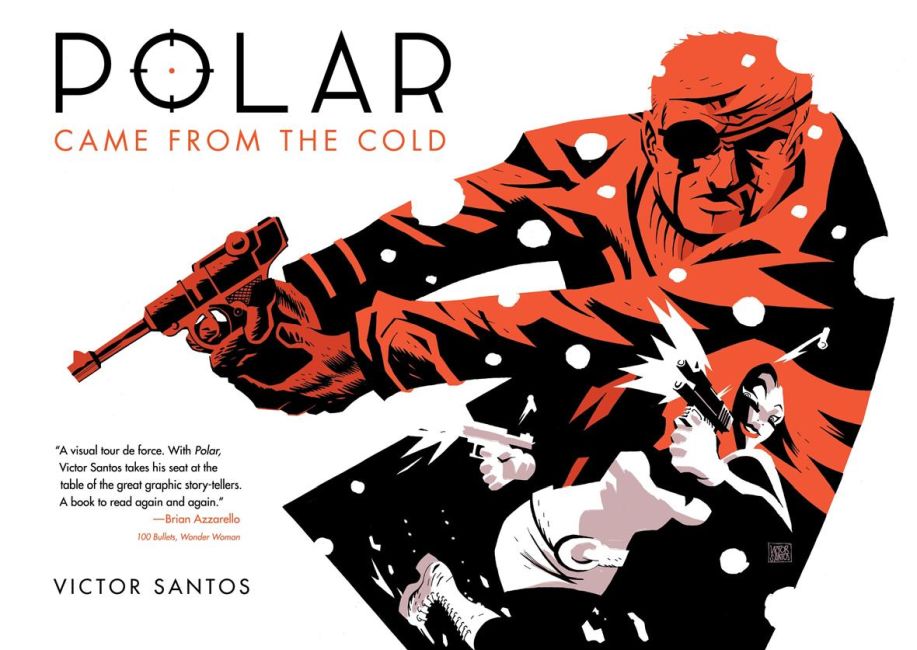 POLAR
CAME FROM THE COLD
“A visual tour de force. With Polar,
Victor Santos takes his seat at the
table of the great graphic story-tellers.
A book to read again and again.”
—Brian Azzarello
100 Bullets, Wonder Woman
VICTOR SANTOS
VICTOR
SANTOS